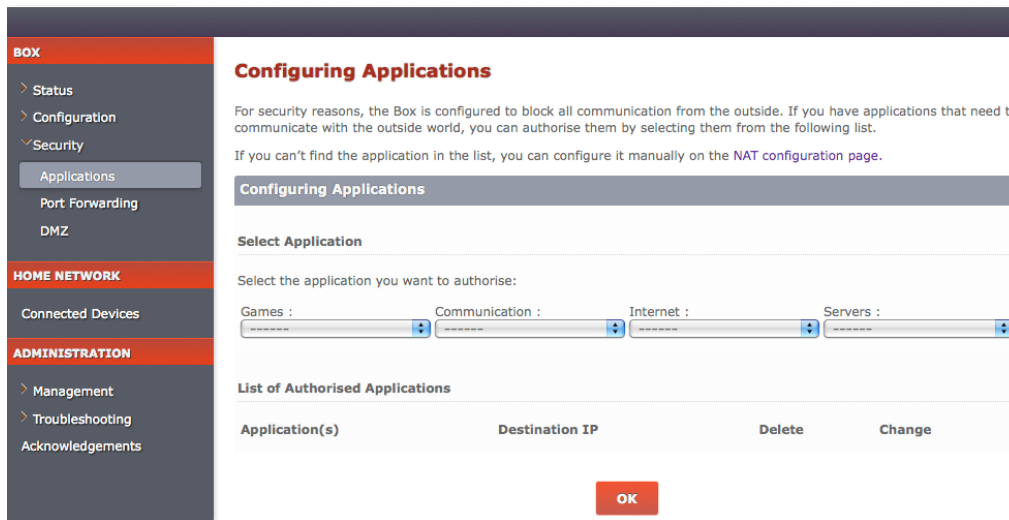 BOX
Status
Configuration
Security
Applications
Port Forwarding
DMZ
HOME NETWORK
Connected Devices
ADMINISTRATION
Management
Troubleshooting
Acknowledgements
Configuring Applications
For security reasons, the Box is configured to block all communication from the outside. If you have applications that need
communicate with the outside world, you can authorise them by selecting them from the following list.
If you can't find the application in the list, you can configure it manually on the NAT configuration page.
Configuring Applications
Select Application
Select the application you want to authorise:
Games : Communication : Internet : Servers :
------ ------ ------ ------
List of Authorised Applications
Application(s) Destination IP Delete Change
OK